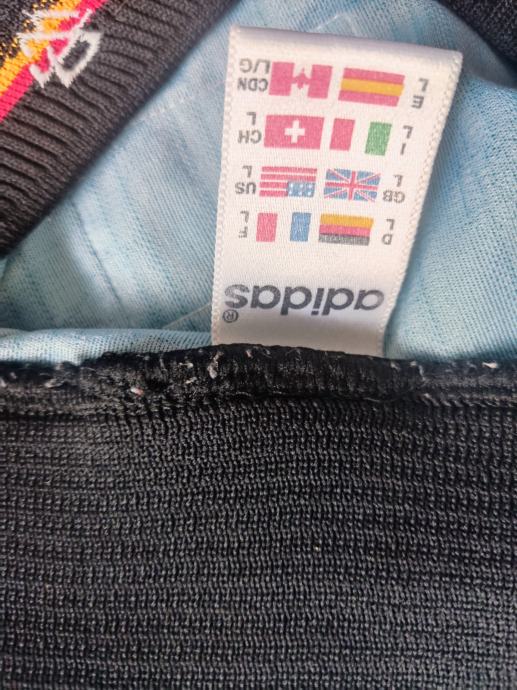 adidas®
D F
L L
GB US
L L
I CH
L L
E CDN
L L/G